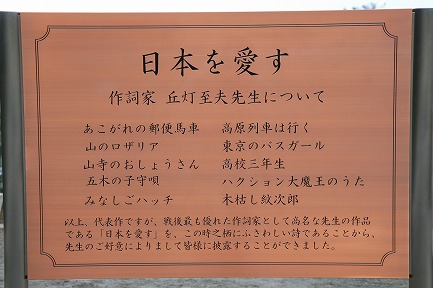 日本を愛す
作詞家 丘灯至夫先生について
あこがれの郵便馬車 高原列車は行く
山のロザリア 東京のバスガール
山寺のおしょうさん 高校三年生
五木の子守唄 ハクション大魔王のうた
みなしごハッチ 木枯し紋次郎
以上、代表作ですが、戦後最も優れた作詞家として高名な先生の作品
である「日本を愛す」を、この時之栖にふさわしい詩であることから、
先生のご好意によりまして皆様に披露することができました。